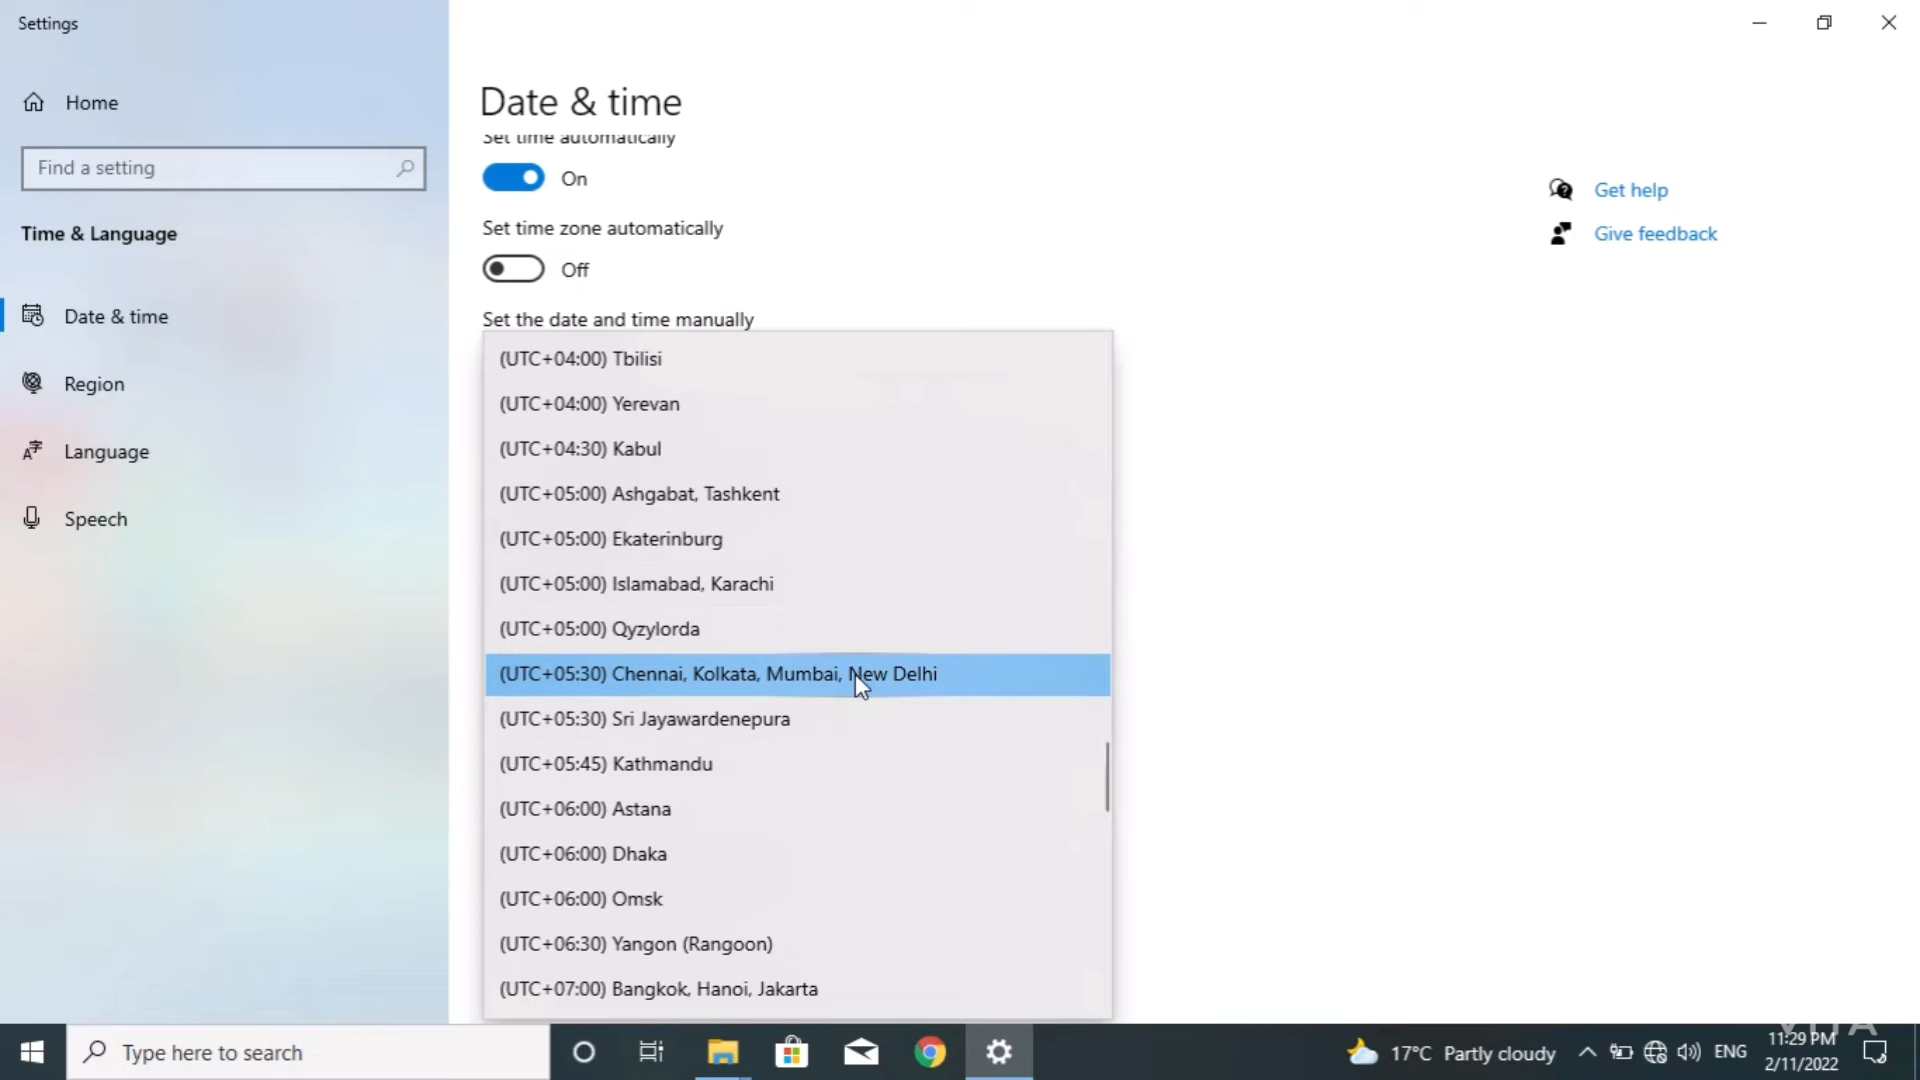 Settings
Home
Find a setting
Time & Language
Date & time
Region
Language
Speech
Date & time
Set time automatically
On
Set time zone automatically
Off
Set the date and time manually
(UTC+04:00) Tbilisi
(UTC+04:00) Yerevan
(UTC+04:30) Kabul
(UTC+05:00) Ashgabat, Tashkent
(UTC+05:00) Ekaterinburg
(UTC+05:00) Islamabad, Karachi
(UTC+05:00) Qyzylorda
(UTC+05:30) Chennai, Kolkata, Mumbai, New Delhi
(UTC+05:30) Sri Jayawardenepura
(UTC+05:45) Kathmandu
(UTC+06:00) Astana
(UTC+06:00) Dhaka
(UTC+06:00) Omsk
(UTC+06:30) Yangon (Rangoon)
(UTC+07:00) Bangkok, Hanoi, Jakarta
Get help
Give feedback
Type here to search
17°C Partly cloudy
ENG
VITA
11:29 PM
2/11/2022